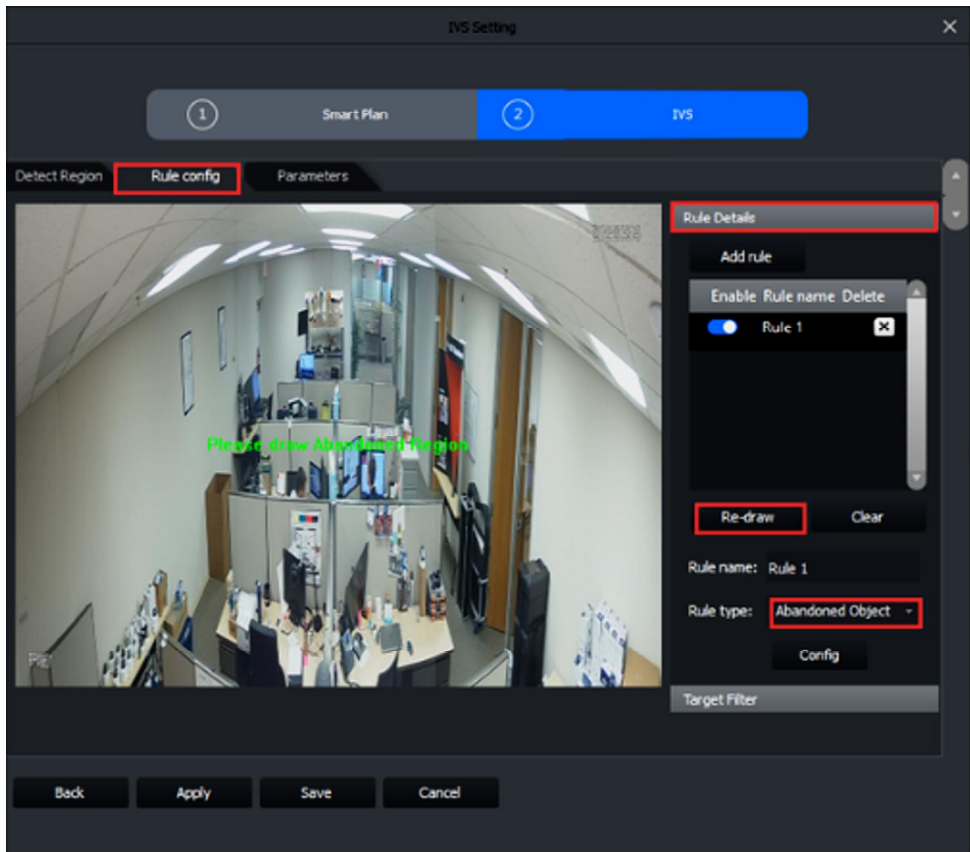 IVS Setting
1 Smart Plan 2 IVS
Detect Region Rule config Parameters
Rule Details
Add rule
Enable Rule name Delete
Rule 1
Please draw Abandoned Region
Re-draw Clear
Rule name: Rule 1
Rule type: Abandoned Object
Config
Target Filter
Back Apply Save Cancel